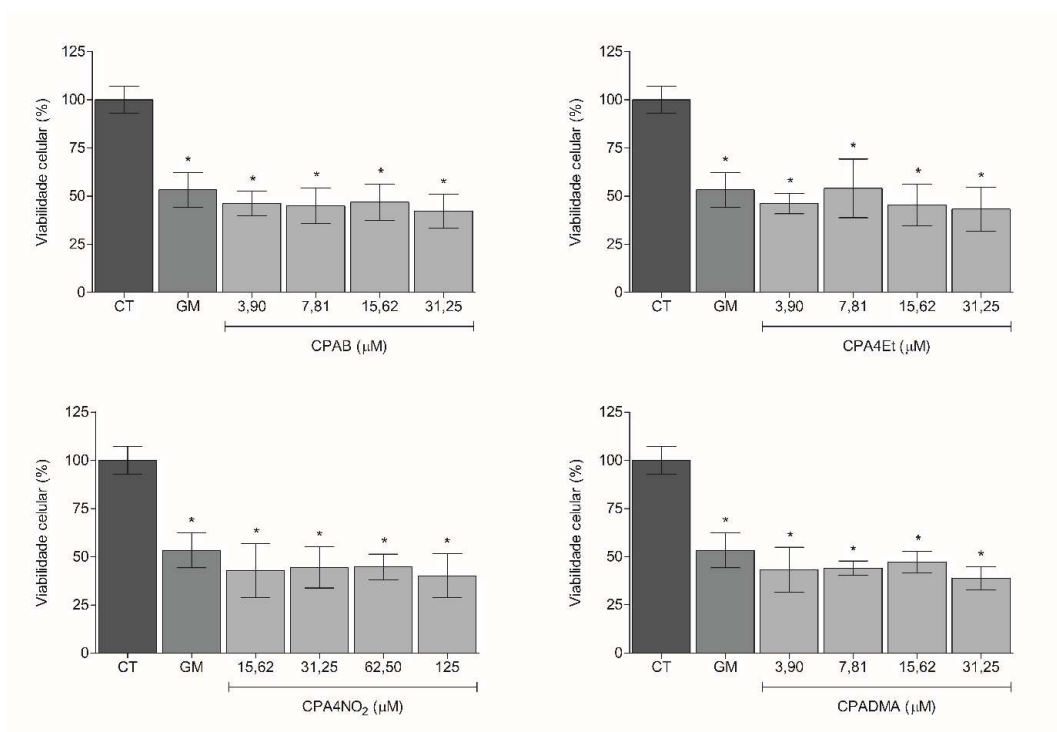 125
100
75
50
25
0
Viabilidade celular (%)
* * * * *
CT GM 3,90 7,81 15,62 31,25
CPAB (μM)
125
100
75
50
25
0
Viabilidade celular (%)
* * * * *
CT GM 3,90 7,81 15,62 31,25
CPA4Et (μM)
125
100
75
50
25
0
Viabilidade celular (%)
* * * * *
CT GM 15,62 31,25 62,50 125
CPA4NO₂ (μM)
125
100
75
50
25
0
Viabilidade celular (%)
* * * * *
CT GM 3,90 7,81 15,62 31,25
CPADMA (μM)